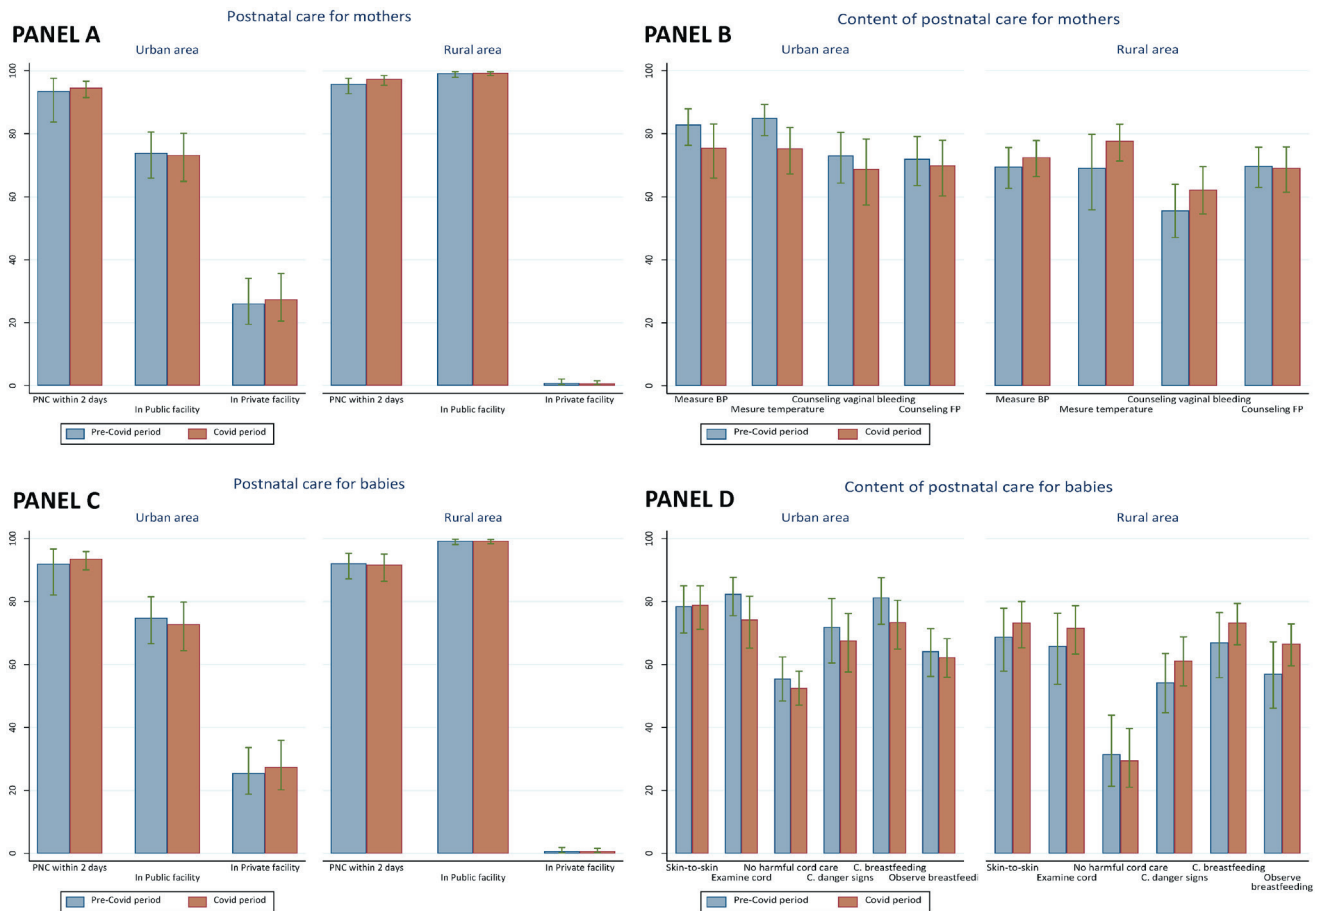 Postnatal care for mothers
PANEL A
Urban area
Rural area
100
80
60
40
20
0
PNC within 2 days
In Public facility
In Private facility
PNC within 2 days
In Public facility
In Private facility
Pre-Covid period
Covid period
Content of postnatal care for mothers
PANEL B
Urban area
Rural area
100
80
60
40
20
0
Measure BP
Mesure temperature
Counseling vaginal bleeding
Counseling FP
Measure BP
Mesure temperature
Counseling vaginal bleeding
Counseling FP
Pre-Covid period
Covid period
Postnatal care for babies
PANEL C
Urban area
Rural area
100
80
60
40
20
0
PNC within 2 days
In Public facility
In Private facility
PNC within 2 days
In Public facility
In Private facility
Pre-Covid period
Covid period
Content of postnatal care for babies
PANEL D
Urban area
Rural area
100
80
60
40
20
0
Skin-to-skin
Examine cord
No harmful cord care
C. danger signs
C. breastfeeding
Observe breastfeedi
Skin-to-skin
Examine cord
No harmful cord care
C. danger signs
C. breastfeeding
Observe
breastfeeding
Pre-Covid period
Covid period